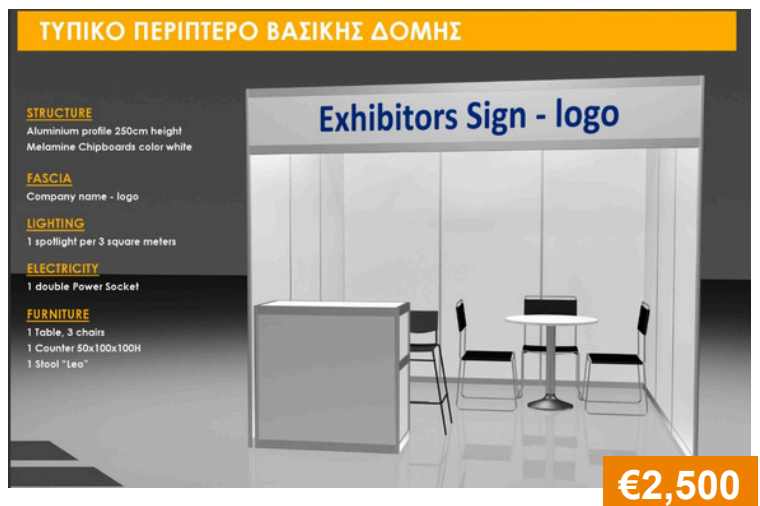 ΤΥΠΙΚΟ ΠΕΡΙΠΤΕΡΟ ΒΑΣΙΚΗΣ ΔΟΜΗΣ
STRUCTURE
Aluminium profile 250cm height
Melamine Chipboards color white
FASCIA
Company name - logo
LIGHTING
1 spotlight per 3 square meters
ELECTRICITY
1 double Power Socket
FURNITURE
1 Table, 3 chairs
1 Counter 50x100x100H
1 Stool “Leo”
Exhibitors Sign - logo
€2,500